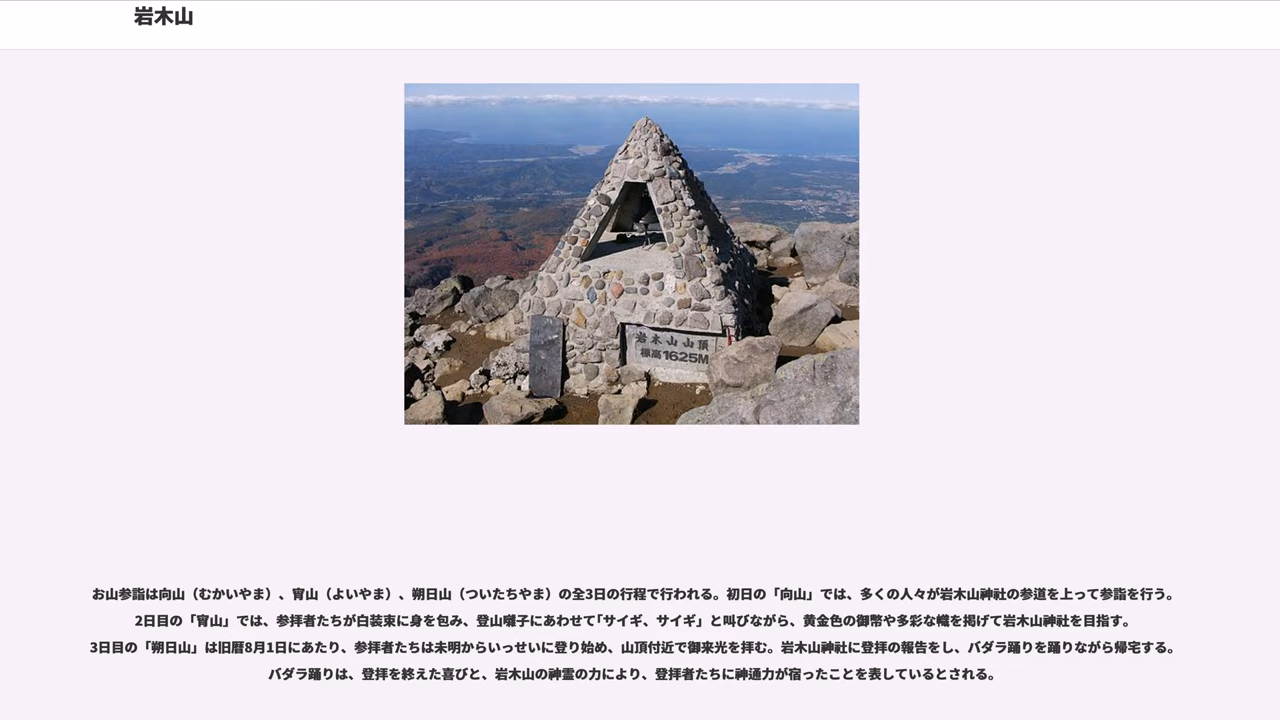 岩木山
岩木山山頂
標高1625M
お山参詣は向山（むかいやま）、宵山（よいやま）、朔日山（ついたちやま）の全3日の行程で行われる。初日の「向山」では、多くの人々が岩木山神社の参道を上って参詣を行う。
2日目の「宵山」では、参拝者たちが白装束に身を包み、登山囃子にあわせて「サイギ、サイギ」と叫びながら、黄金色の御幣や多彩な幟を掲げて岩木山神社を目指す。
3日目の「朔日山」は旧暦8月1日にあたり、参拝者たちは未明からいっせいに登り始め、山頂付近で御来光を拝む。岩木山神社に登拝の報告をし、バダラ踊りを踊りながら帰宅する。
バダラ踊りは、登拝を終えた喜びと、岩木山の神霊の力により、登拝者たちに神通力が宿ったことを表しているとされる。